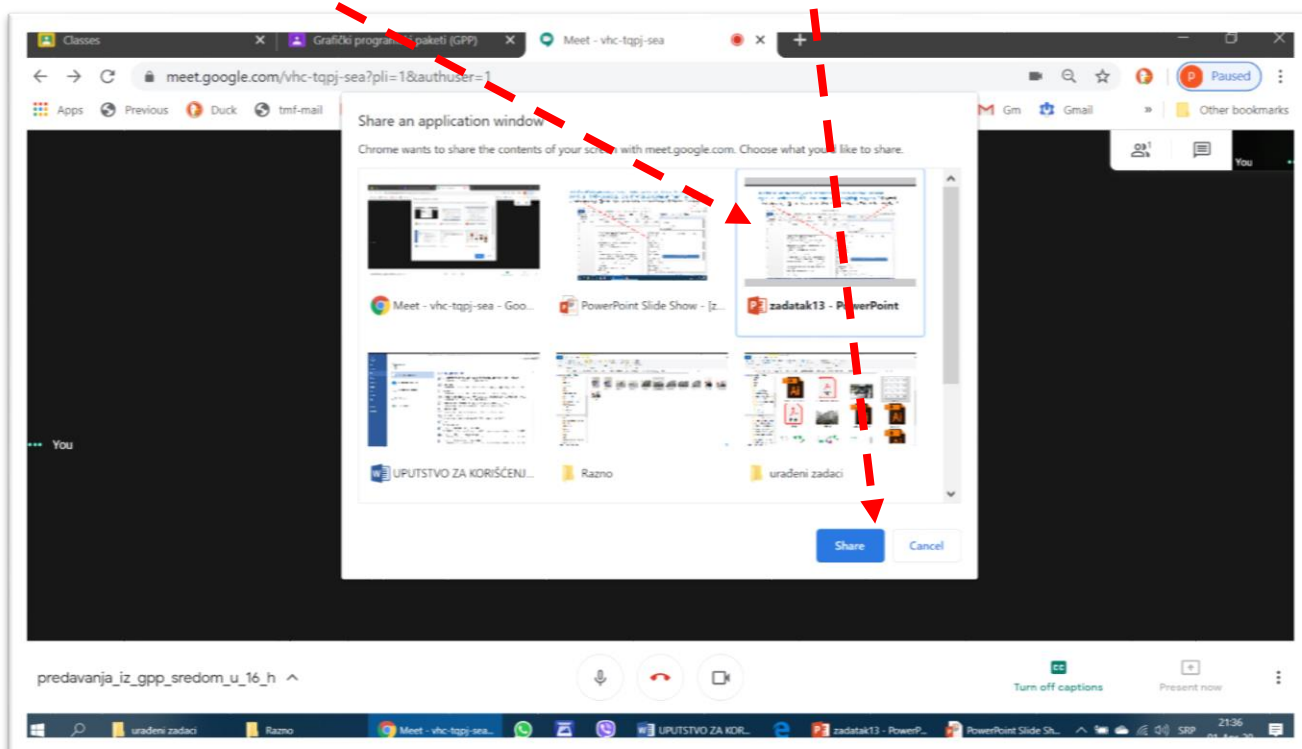 Classes
Grafički programski paketi (GPP)
Meet - vhc-tqpj-sea
meet.google.com/vhc-tqpj-sea?pli=1&authuser=1
P Paused
Apps Previous Duck tmf-mail Gm Gmail » Other bookmarks
Share an application window
Chrome wants to share the contents of your screen with meet.google.com. Choose what you'd like to share.
1
You
Meet - vhc-tqpj-sea - Goo... PowerPoint Slide Show - [z... zadatak13 - PowerPoint
You
UPUTSTVO ZA KORIŠĆENJ... Razno urađeni zadaci
Share Cancel
predavanja_iz_gpp_sredom_u_16_h
Turn off captions Present now
urađeni zadaci Razno Meet - vhc-tqpj-sea... UPUTSTVO ZA KOR... zadatak13 - PowerP... PowerPoint Slide Sh... SRP 21:36